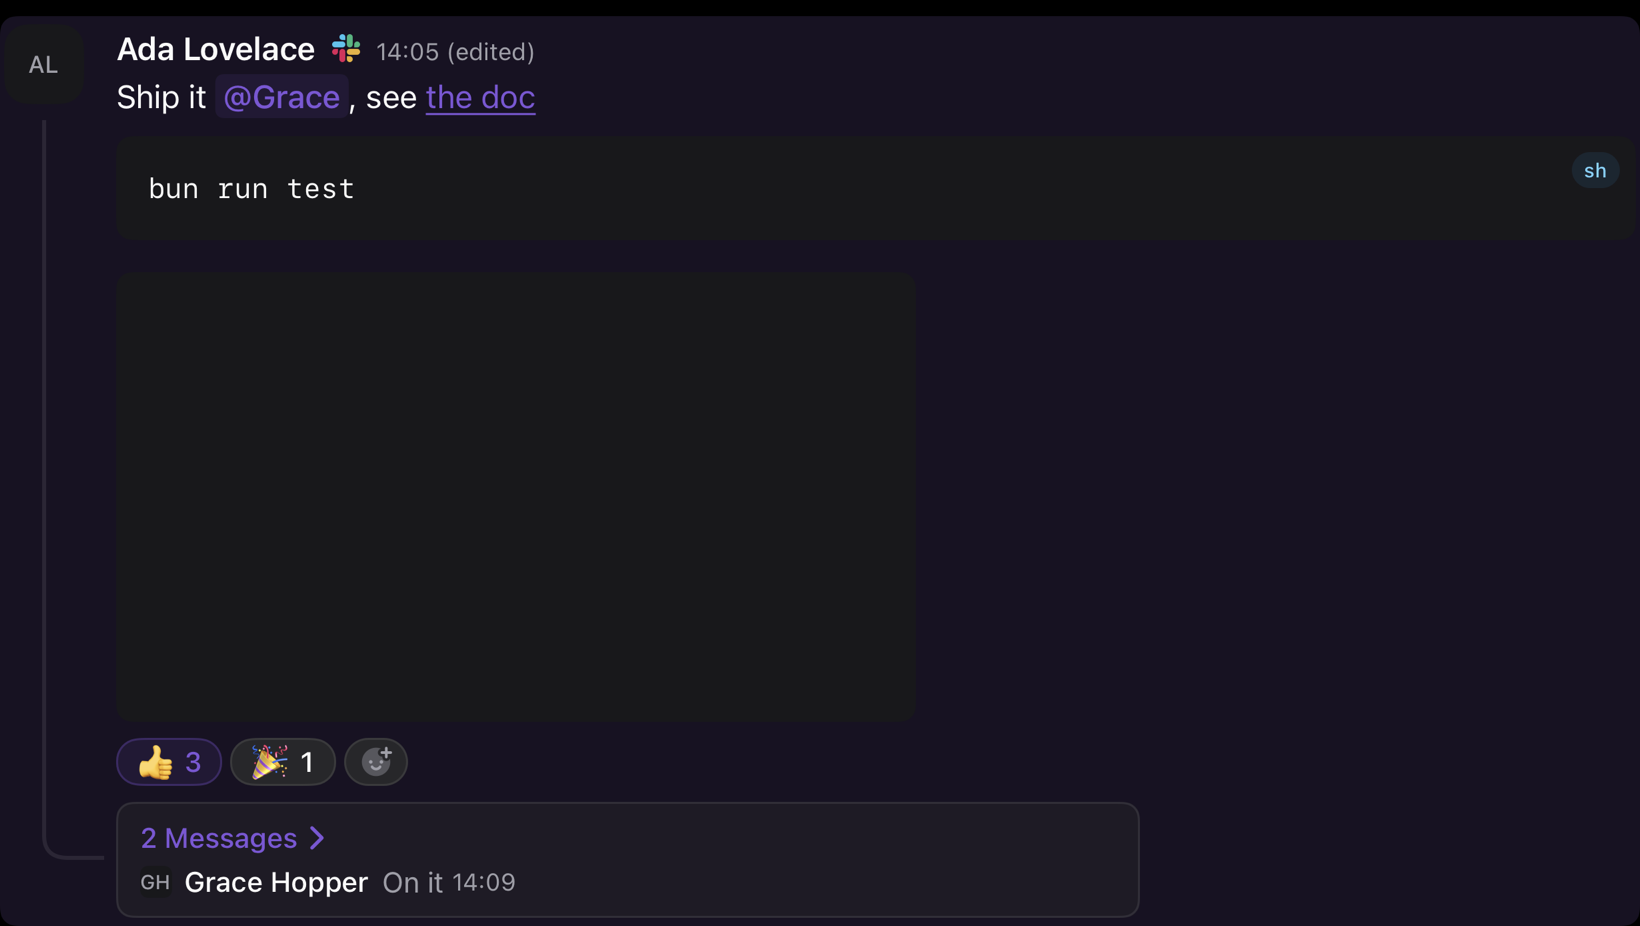 AL
Ada Lovelace 14:05 (edited)
Ship it @Grace, see the doc
sh
bun run test
👍 3 🎉 1
2 Messages
GH Grace Hopper On it 14:09